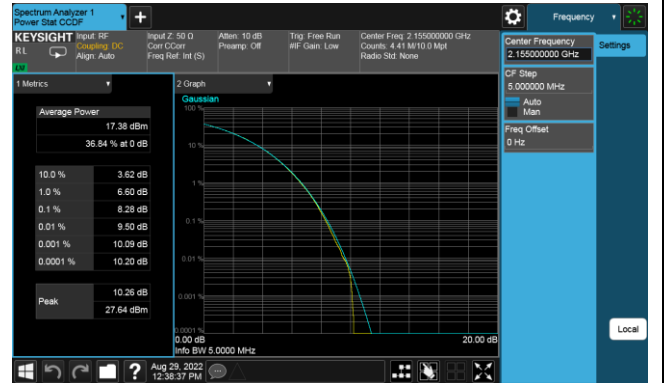 Spectrum Analyzer 1
Power Stat CCDF
+
Frequency
KEYSIGHT
RL
LXI
Input: RF
Coupling: DC
Align: Auto
Input Z: 50 Ω
Corr CCorr
Freq Ref: Int (S)
Atten: 10 dB
Preamp: Off
Trig: Free Run
#IF Gain: Low
Center Freq: 2.155000000 GHz
Counts: 4.41 M/10.0 Mpt
Radio Std: None
Center Frequency
2.155000000 GHz
Settings
CF Step
5.000000 MHz
Auto
Man
Freq Offset
0 Hz
1 Metrics
Average Power
17.38 dBm
36.84 % at 0 dB
10.0 % 3.62 dB
1.0 % 6.60 dB
0.1 % 8.28 dB
0.01 % 9.50 dB
0.001 % 10.09 dB
0.0001 % 10.20 dB
Peak 10.26 dB
27.64 dBm
2 Graph
Gaussian
100 %
10 %
1 %
0.1 %
0.01 %
0.001 %
0.0001 %
0.00 dB 20.00 dB
Info BW 5.0000 MHz
Local
?
Aug 29, 2022
12:38:37 PM